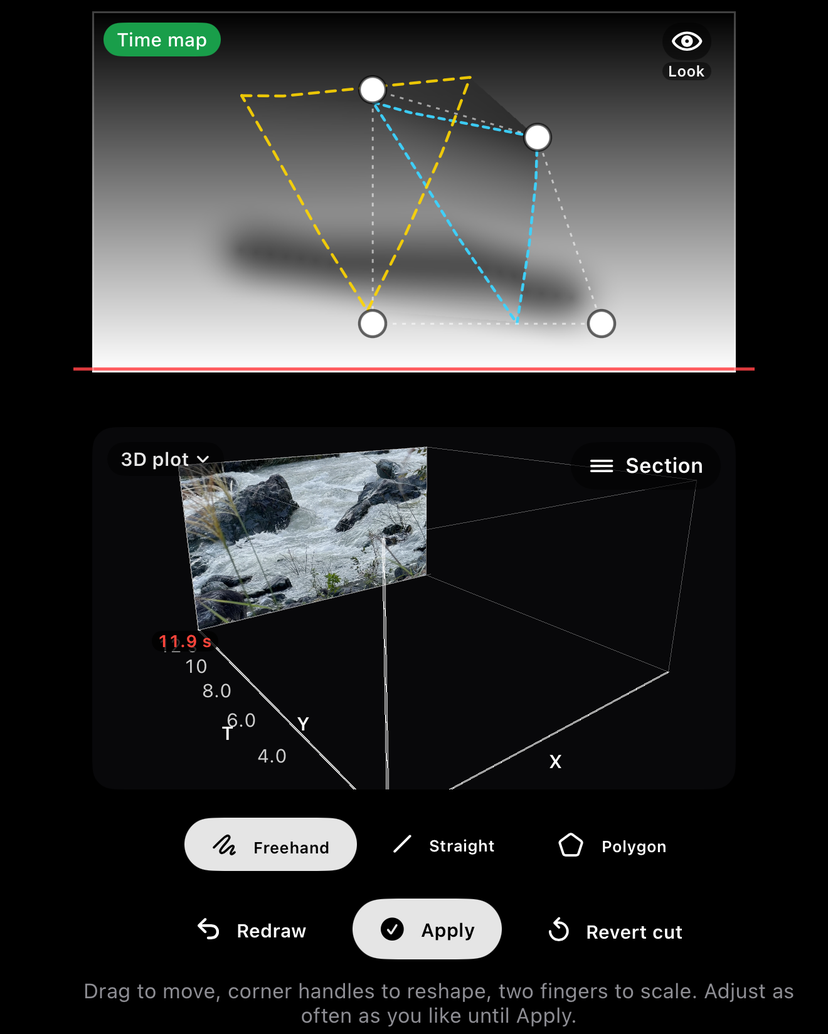 Time map
Look
3D plot
Section
11.9 s
10
8.0
6.0
T
Y
4.0
X
Freehand
Straight
Polygon
Redraw
Apply
Revert cut
Drag to move, corner handles to reshape, two fingers to scale. Adjust as
often as you like until Apply.